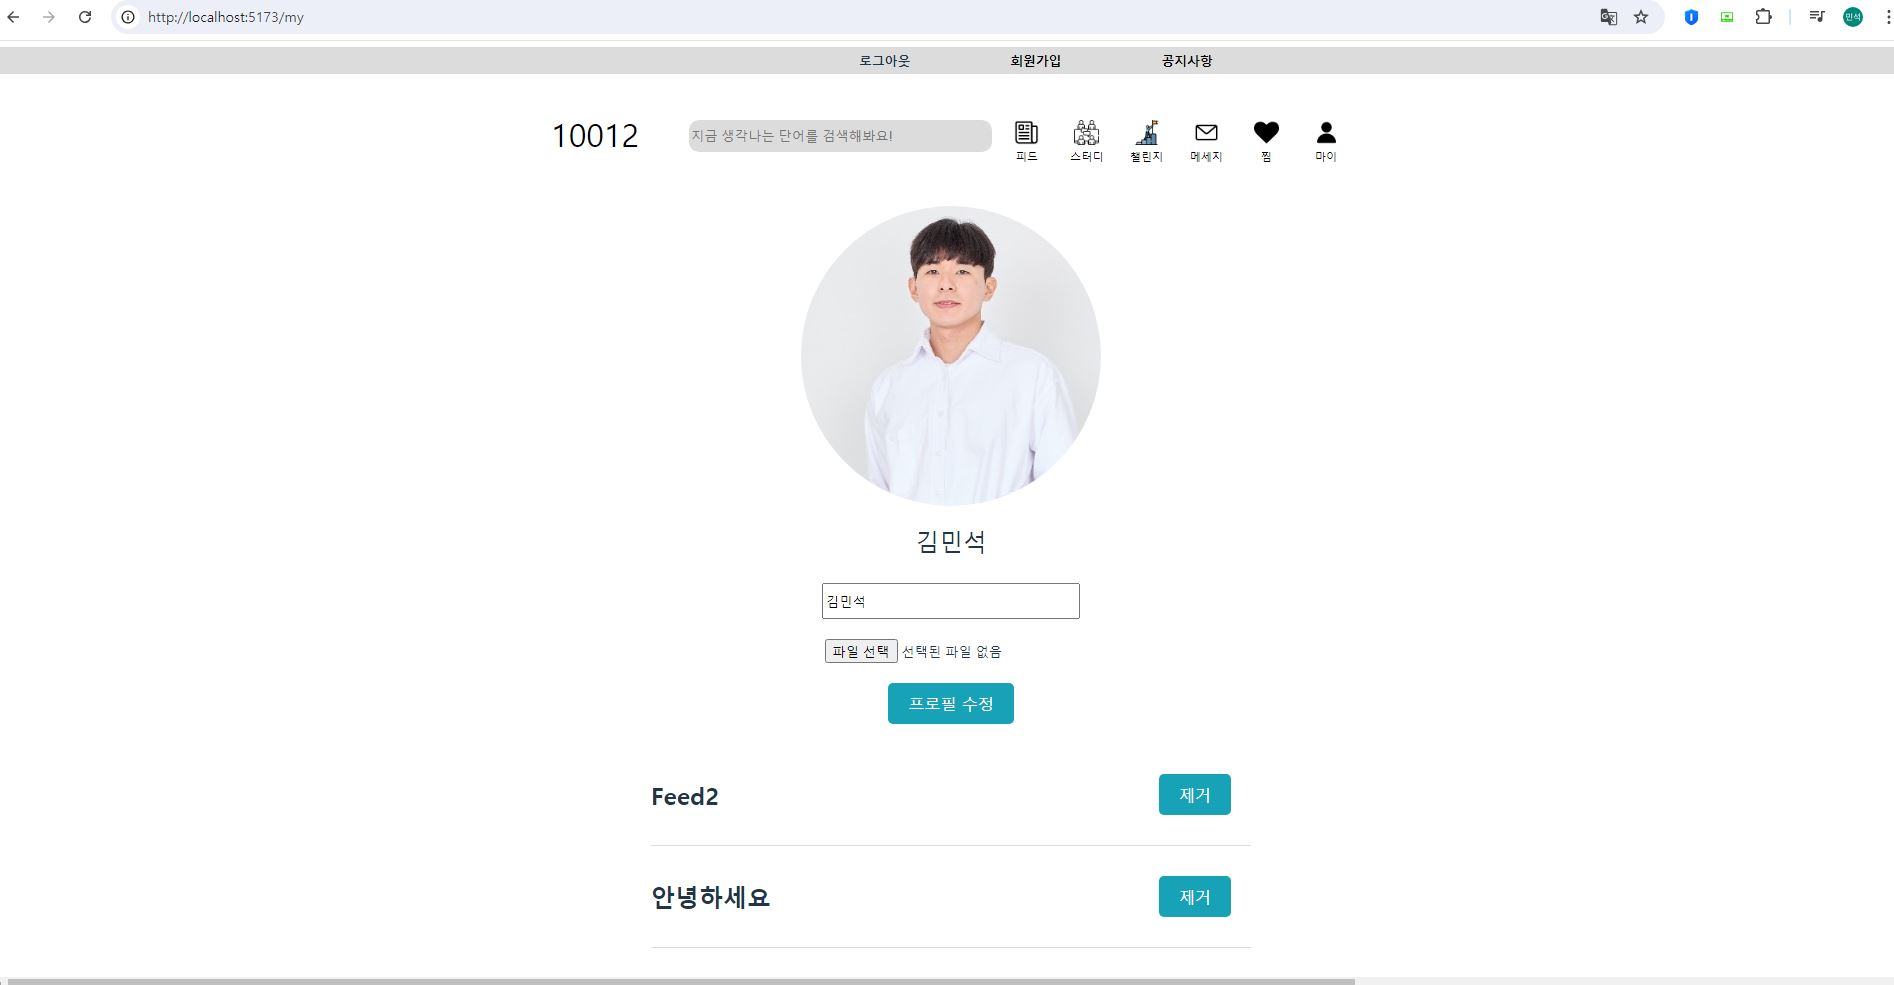 http://localhost:5173/my
민석
로그아웃 회원가입 공지사항
10012 지금 생각나는 단어를 검색해봐요!
피드 스터디 챌린지 메세지 찜 마이
김민석
김민석
파일 선택 선택된 파일 없음
프로필 수정
Feed2 제거
안녕하세요 제거